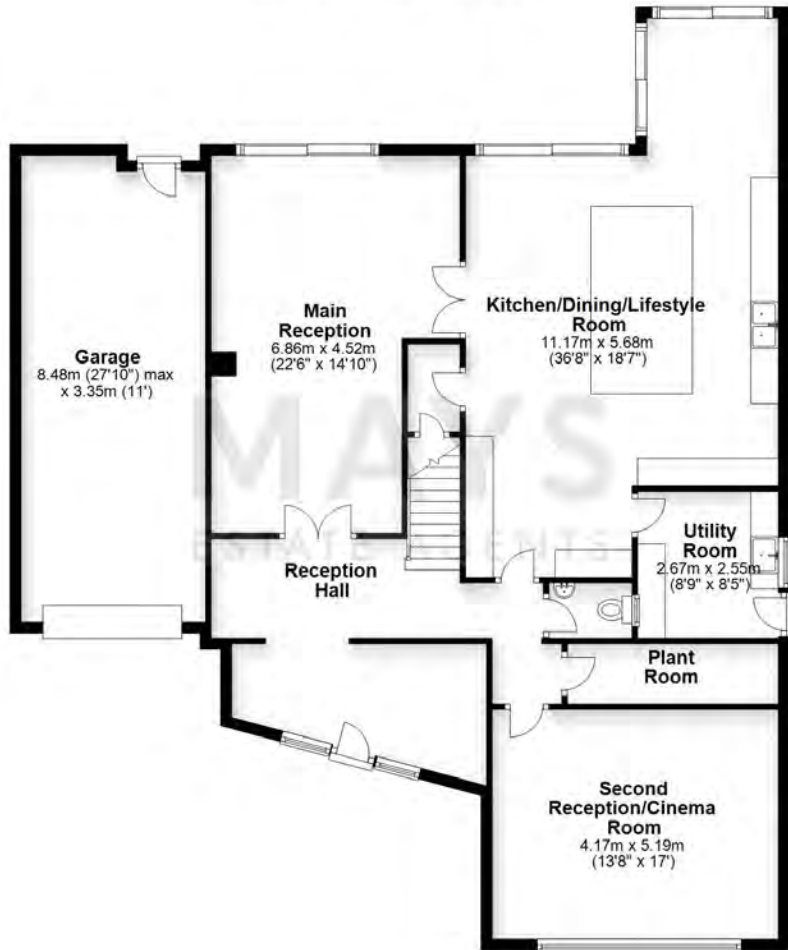 Garage
8.48m (27'10") max
x 3.35m (11')
Main
Reception
6.86m x 4.52m
(22'6" x 14'10")
Kitchen/Dining/Lifestyle
Room
11.17m x 5.68m
(36'8" x 18'7")
MAYS
ESTATE AGENTS
Reception
Hall
Utility
Room
2.67m x 2.55m
(8'9" x 8'5")
Plant
Room
Second
Reception/Cinema
Room
4.17m x 5.19m
(13'8" x 17')